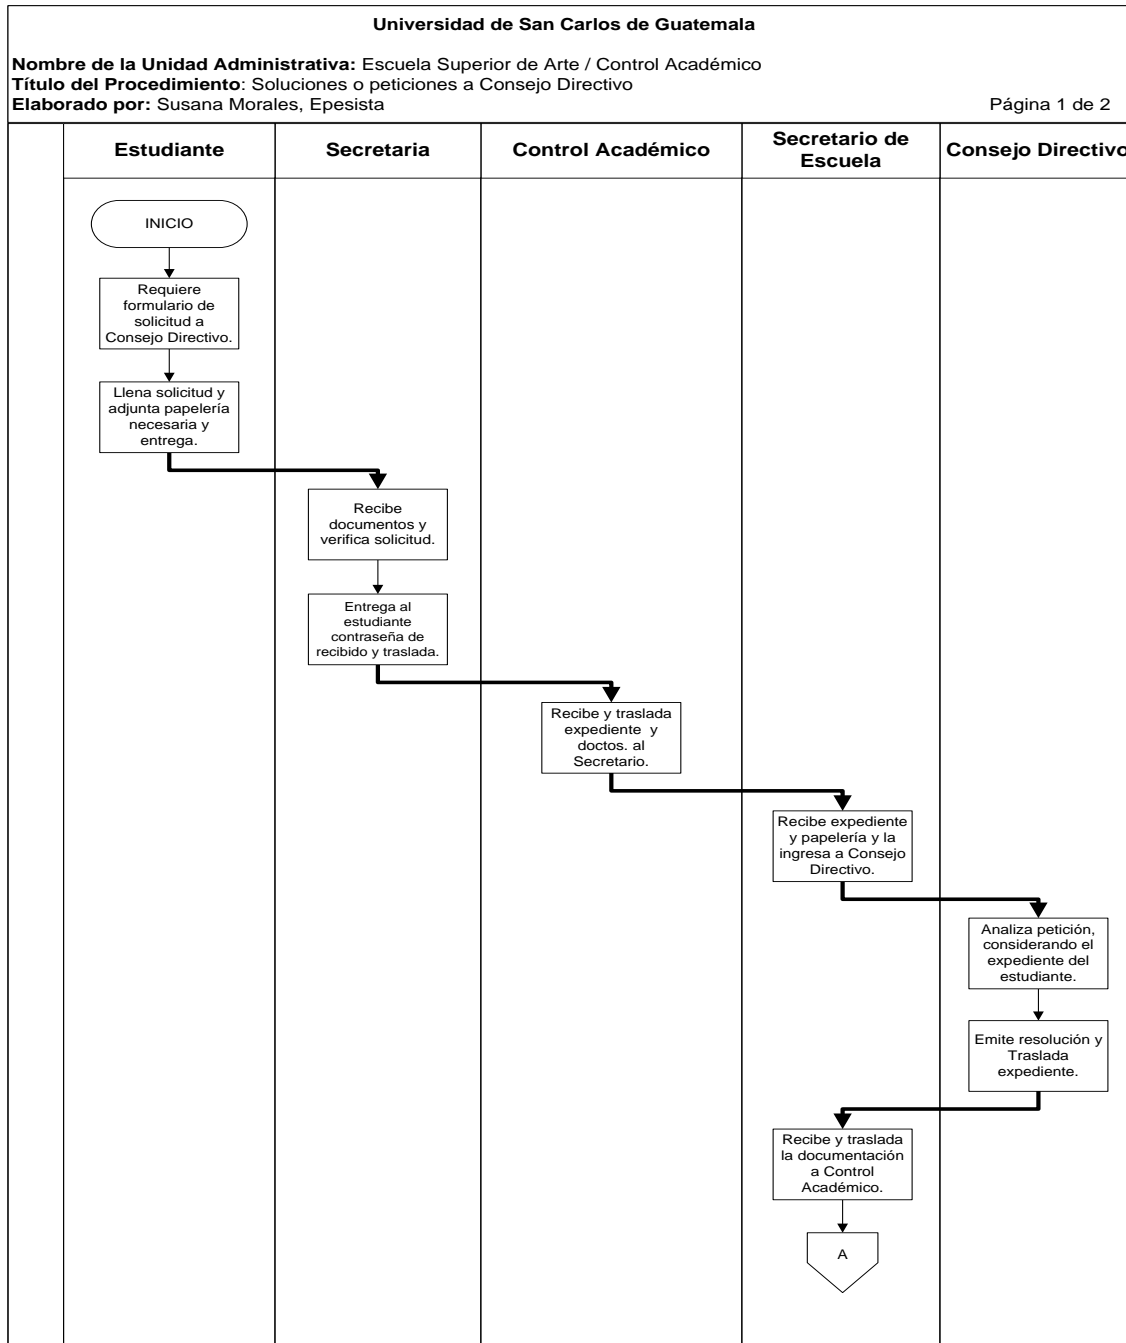 Universidad de San Carlos de Guatemala
Nombre de la Unidad Administrativa: Escuela Superior de Arte / Control Académico
Título del Procedimiento: Soluciones o peticiones a Consejo Directivo
Elaborado por: Susana Morales, Epesista
Página 1 de 2
Estudiante
Secretaria
Control Académico
Secretario de
Escuela
Consejo Directivo
INICIO
Requiere
formulario de
solicitud a
Consejo Directivo.
Llena solicitud y
adjunta papelería
necesaria y
entrega.
Recibe
documentos y
verifica solicitud.
Entrega al
estudiante
contraseña de
recibido y traslada.
Recibe y traslada
expediente y
doctos. al
Secretario.
Recibe expediente
y papelería y la
ingresa a Consejo
Directivo.
Analiza petición,
considerando el
expediente del
estudiante.
Emite resolución y
Traslada
expediente.
Recibe y traslada
la documentación
a Control
Académico.
A